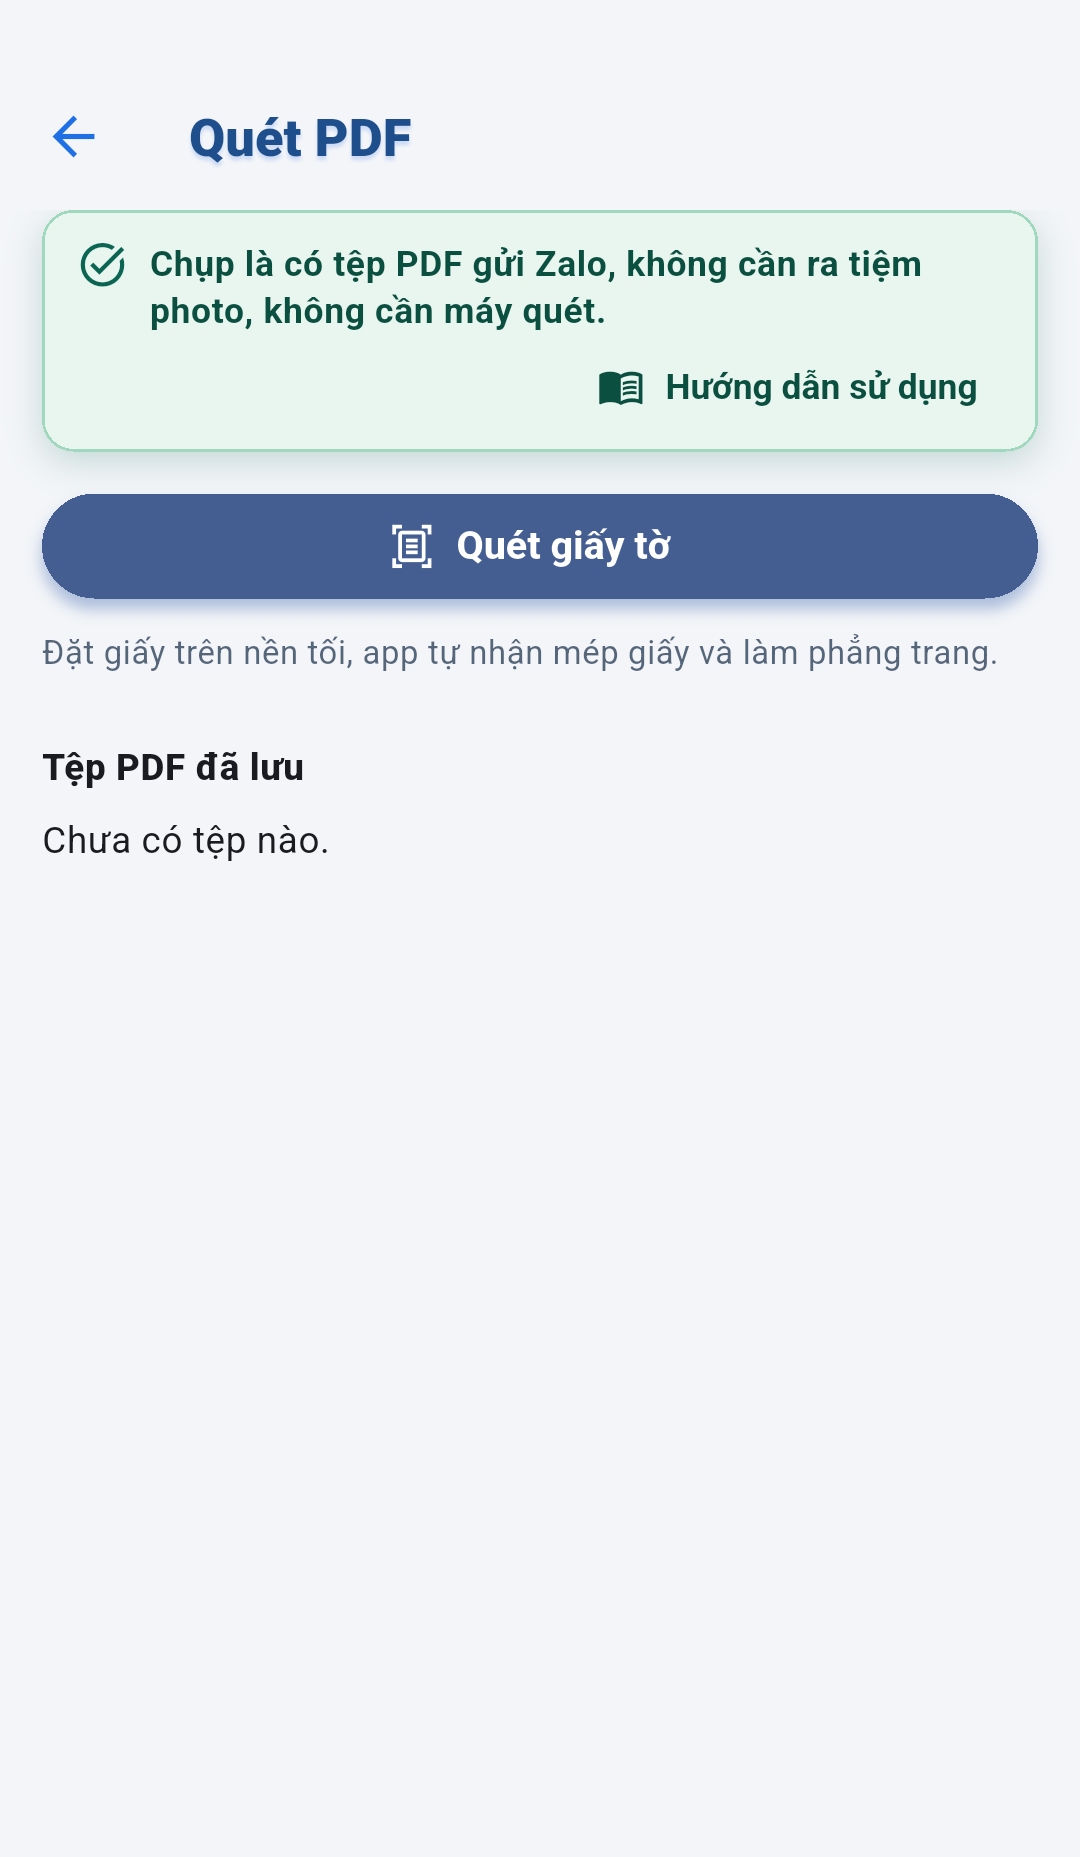 Quét PDF
Chụp là có tệp PDF gửi Zalo, không cần ra tiệm
photo, không cần máy quét.
Hướng dẫn sử dụng
Quét giấy tờ
Đặt giấy trên nền tối, app tự nhận mép giấy và làm phẳng trang.
Tệp PDF đã lưu
Chưa có tệp nào.